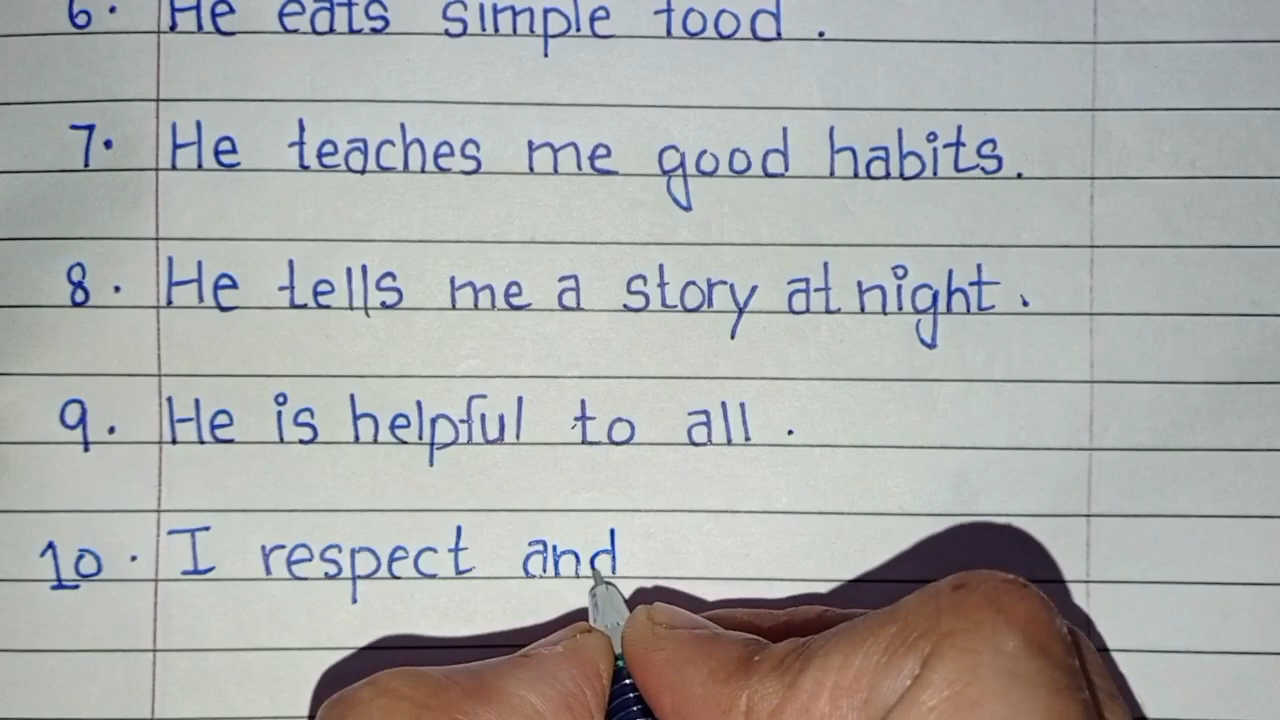 6. He eats simple food.
7. He teaches me good habits.
8. He tells me a story at night.
9. He is helpful to all.
10. I respect and